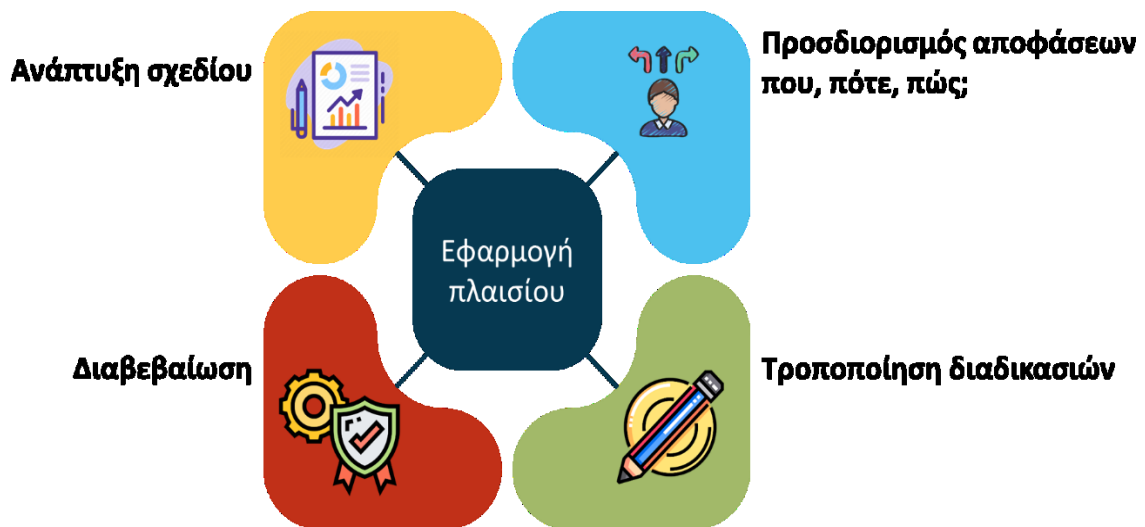 Ανάπτυξη σχεδίου
Προσδιορισμός αποφάσεων
που, πότε, πώς;
Εφαρμογή
πλαισίου
Διαβεβαίωση
Τροποποίηση διαδικασιών